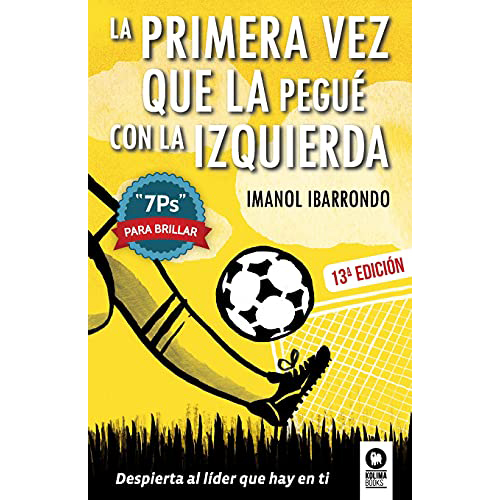 LA PRIMERA VEZ
QUE LA PEGUÉ
CON LA IZQUIERDA
IMANOL IBARRONDO
"7Ps"
PARA BRILLAR
13ª EDICIÓN
Despierta al líder que hay en ti
KOLIMA
BOOKS